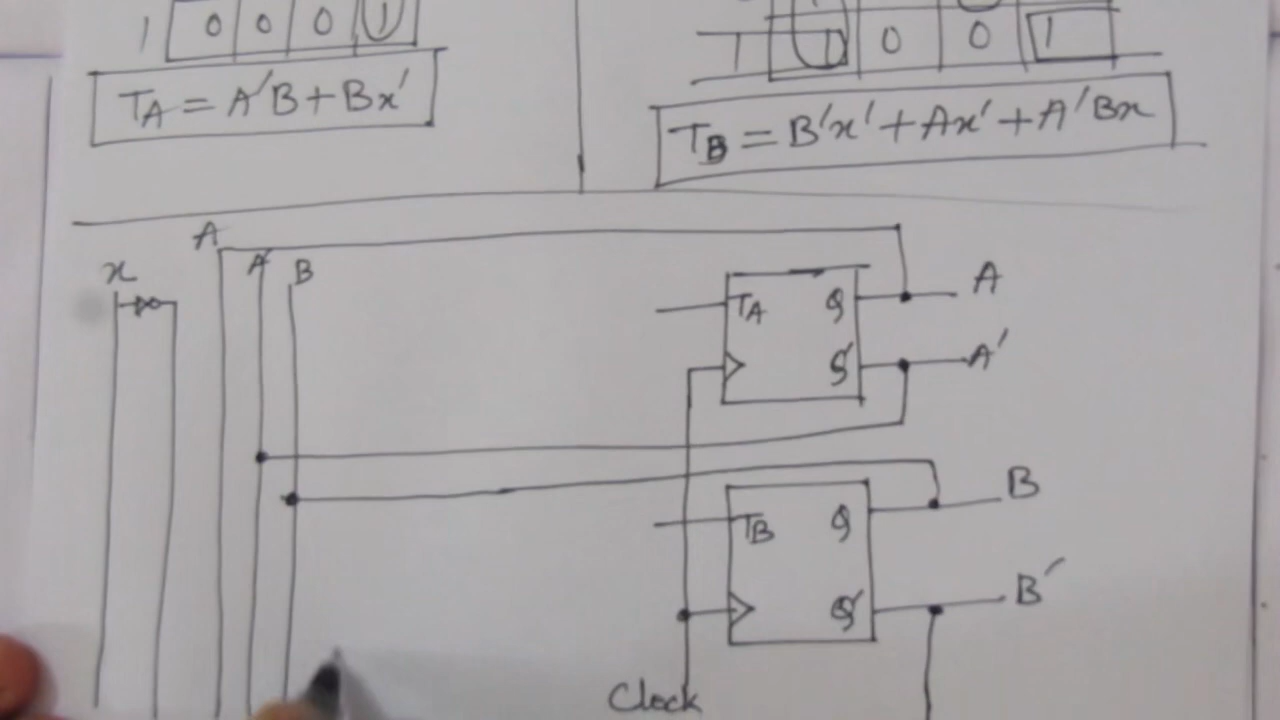 1 0 0 0 1
1 1 0 0 1
TA = A'B + Bx'
TB = B'x' + Ax' + A'Bx
A
x A' B
TA Q A
Q' A'
TB Q B
Q' B'
Clock